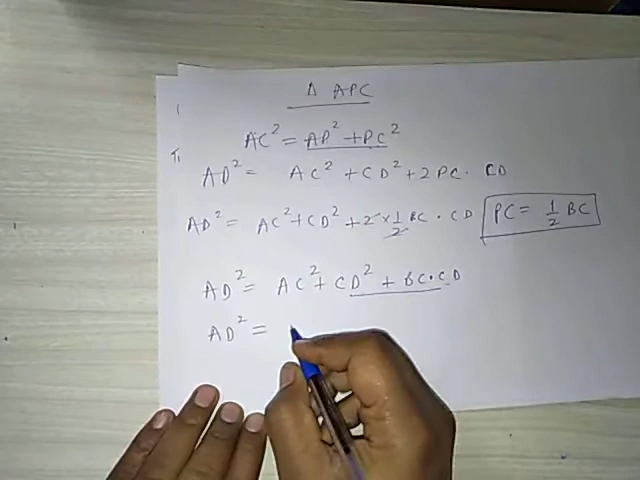 Δ APC
AC² = AP² + PC²
AD² = AC² + CD² + 2 PC · CD
AD² = AC² + CD² + 2 × 1/2 BC · CD
PC = 1/2 BC
AD² = AC² + CD² + BC · CD
AD² =